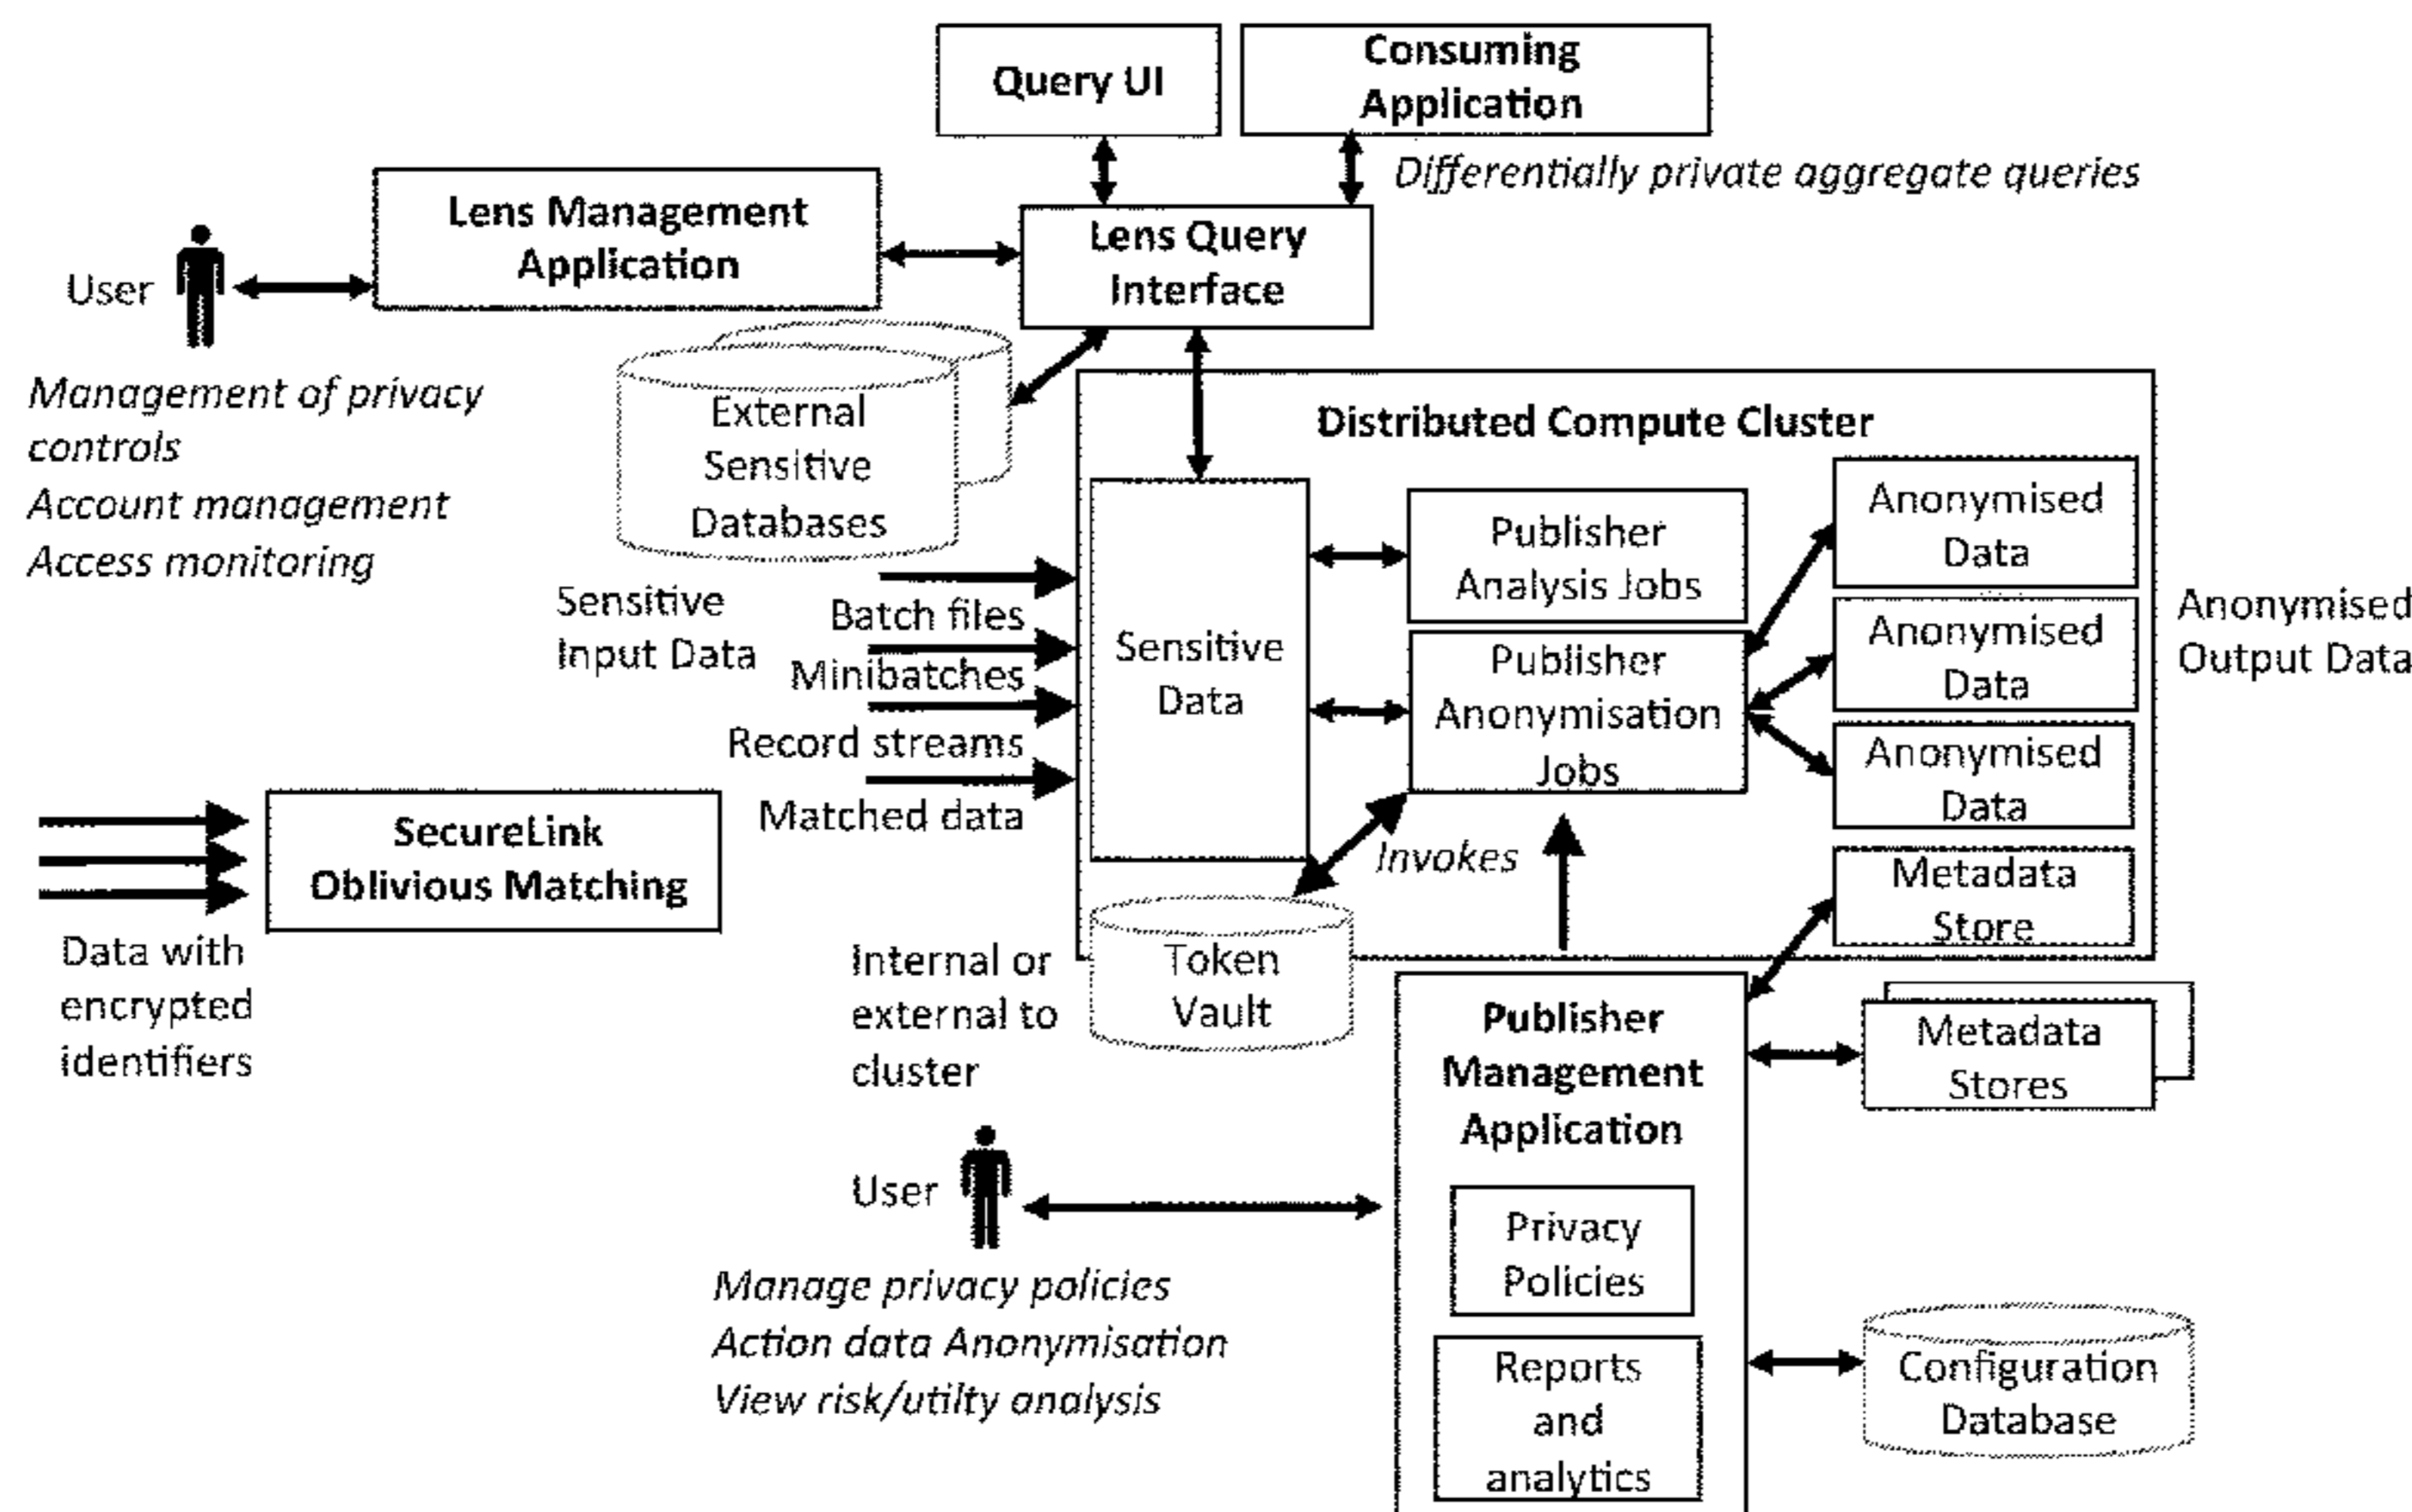 Query UI
Consuming
Application
Differentially private aggregate queries
Lens Management
Application
Lens Query
Interface
User
Management of privacy
controls
Account management
Access monitoring
External
Sensitive
Databases
Distributed Compute Cluster
Sensitive
Input Data
Batch files
Minibatches
Record streams
Matched data
Sensitive
Data
Publisher
Analysis Jobs
Publisher
Anonymisation
Jobs
Anonymised
Data
Anonymised
Data
Anonymised
Data
Anonymised
Output Data
Metadata
Store
Invokes
SecureLink
Oblivious Matching
Data with
encrypted
identifiers
Internal or
external to
cluster
Token
Vault
Publisher
Management
Application
Metadata
Stores
User
Manage privacy policies
Action data Anonymisation
View risk/utilty analysis
Privacy
Policies
Reports
and
analytics
Configuration
Database